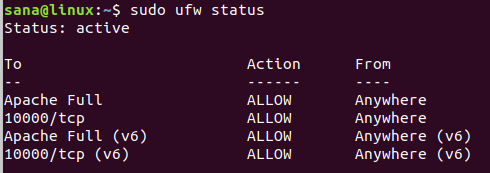 sana@linux:~$ sudo ufw status
Status: active
To Action From
-- ------ ----
Apache Full ALLOW Anywhere
10000/tcp ALLOW Anywhere
Apache Full (v6) ALLOW Anywhere (v6)
10000/tcp (v6) ALLOW Anywhere (v6)